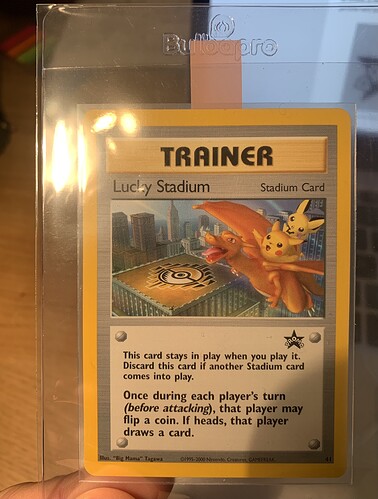 Bulbapro
TRAINER
Lucky Stadium Stadium Card
This card stays in play when you play it.
Discard this card if another Stadium card
comes into play.
Once during each player's turn
(before attacking), that player may
flip a coin. If heads, that player
draws a card.
Illus. "Big Mama" Tagawa ©1995-2000 Nintendo, Creatures, GAMEFREAK. 41